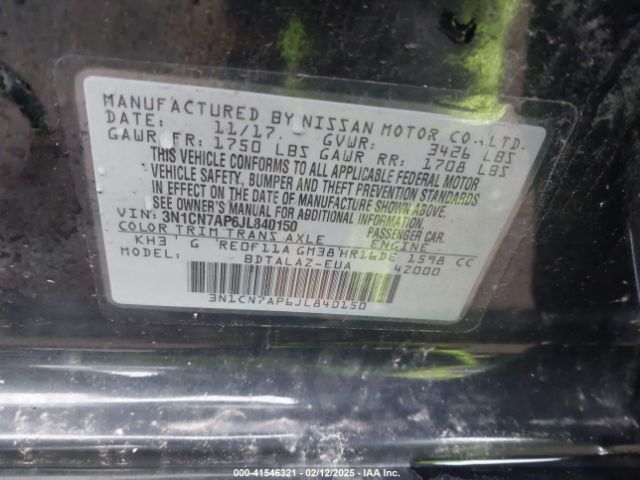 MANUFACTURED BY NISSAN MOTOR CO., LTD.
DATE: 11/17. GVWR: 3426 LBS
GAWR FR: 1750 LBS GAWR RR: 1708 LBS
THIS VEHICLE CONFORMS TO ALL APPLICABLE FEDERAL MOTOR
VEHICLE SAFETY, BUMPER AND THEFT PREVENTION STANDARDS
IN EFFECT ON THE DATE OF MANUFACTURE SHOWN ABOVE.
SEE OWNER'S MANUAL FOR ADDITIONAL INFORMATION
VIN: 3N1CN7AP6JL840150 PASSENGER CAR.
COLOR TRIM TRANS AXLE ENGINE
KH3 G RE0F11A GM38 HR16DE 1598 CC
MODEL: BDTALAZ-EUA 42000
3N1CN7AP6JL840150
000-41546321 - 02/12/2025 - IAA Inc.